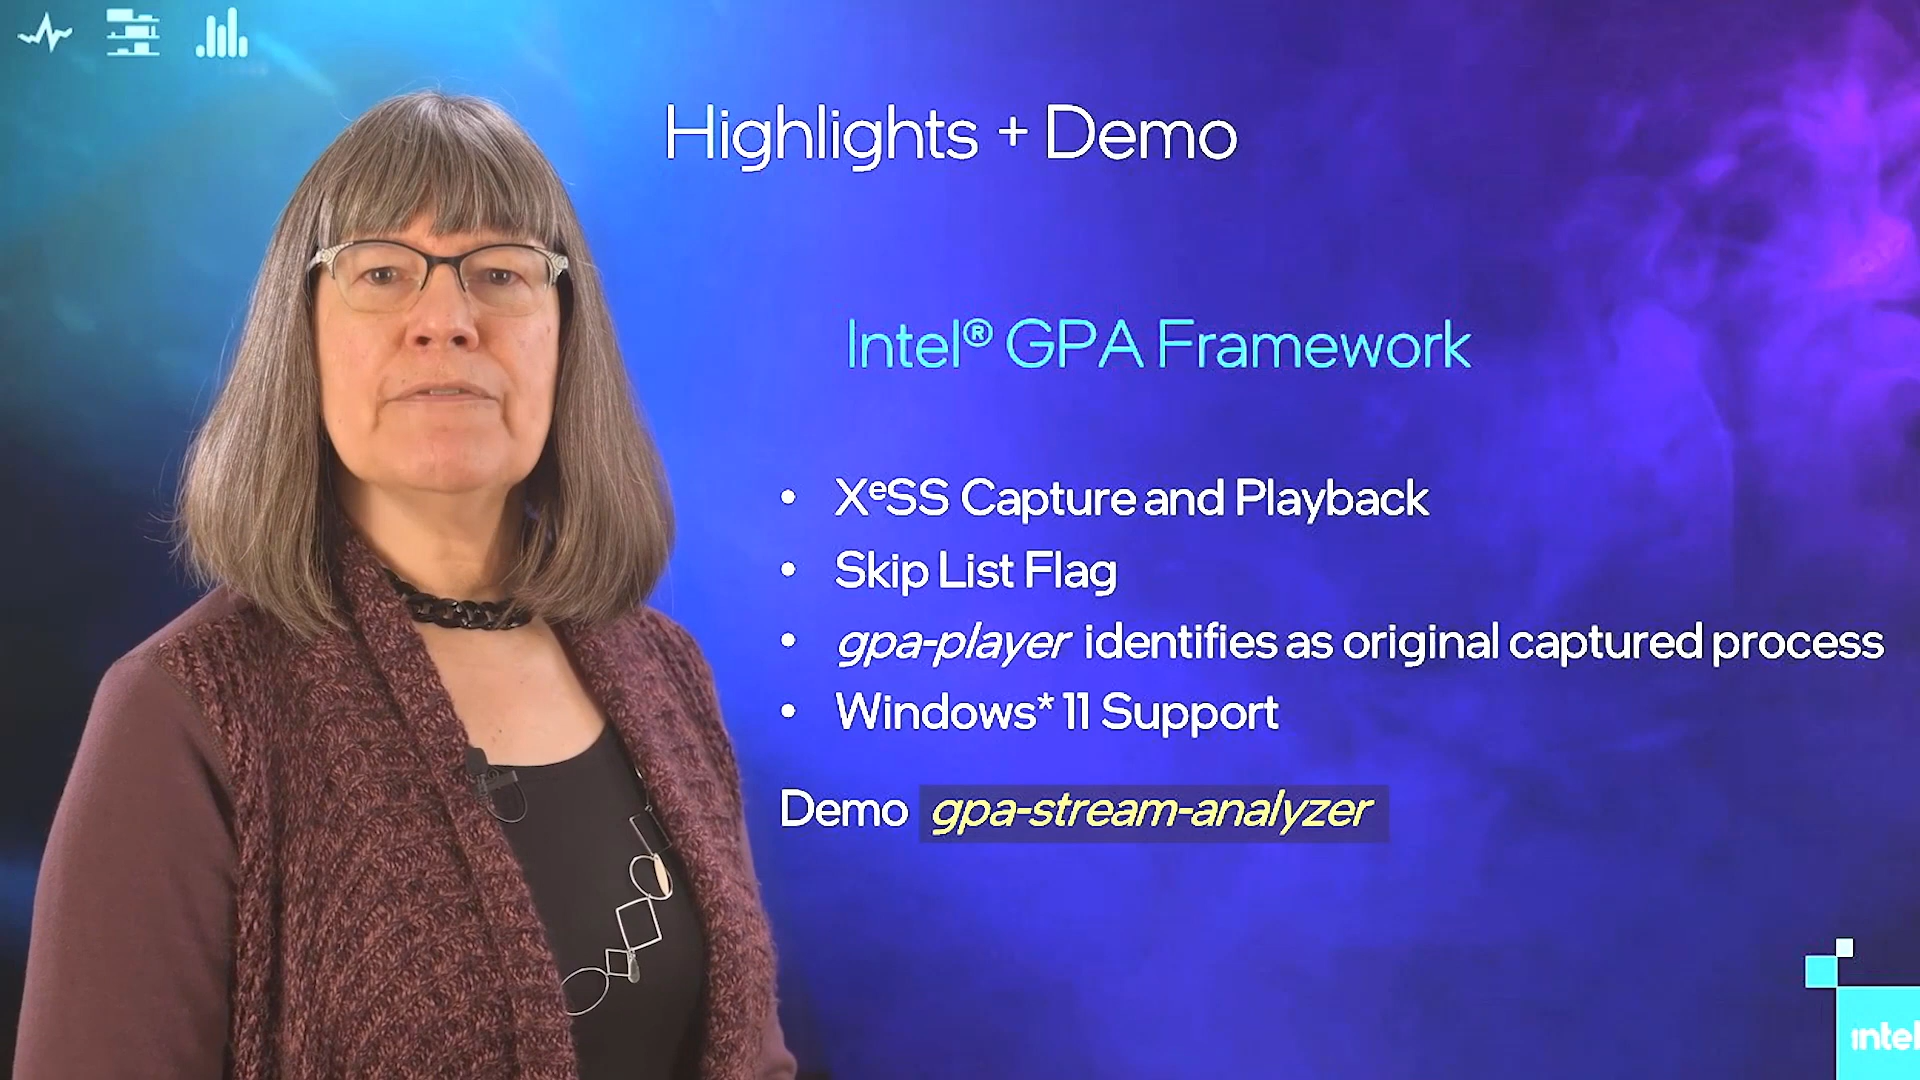 Highlights + Demo
Intel® GPA Framework
• XᵉSS Capture and Playback
• Skip List Flag
• gpa-player identifies as original captured process
• Windows* 11 Support
Demo gpa-stream-analyzer
intel